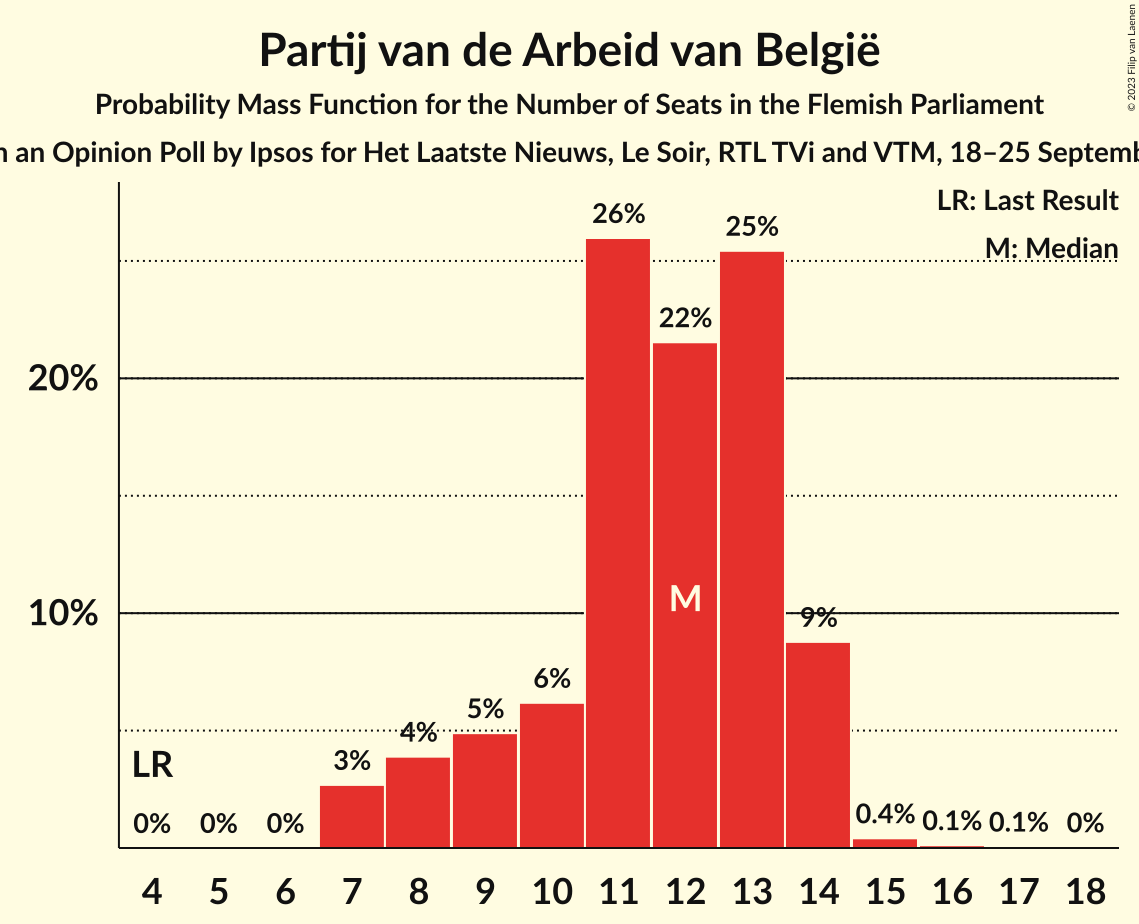 Partij van de Arbeid van België
Probability Mass Function for the Number of Seats in the Flemish Parliament
an Opinion Poll by Ipsos for Het Laatste Nieuws, Le Soir, RTL TVi and VTM, 18–25
© 2023 Filip van Laenen
LR: Last Result
M: Median
26%
25%
22%
20%
M
10%
9%
6%
5%
4%
3%
LR
0% 0% 0% 0.4% 0.1% 0.1% 0%
4 5 6 7 8 9 10 11 12 13 14 15 16 17 18